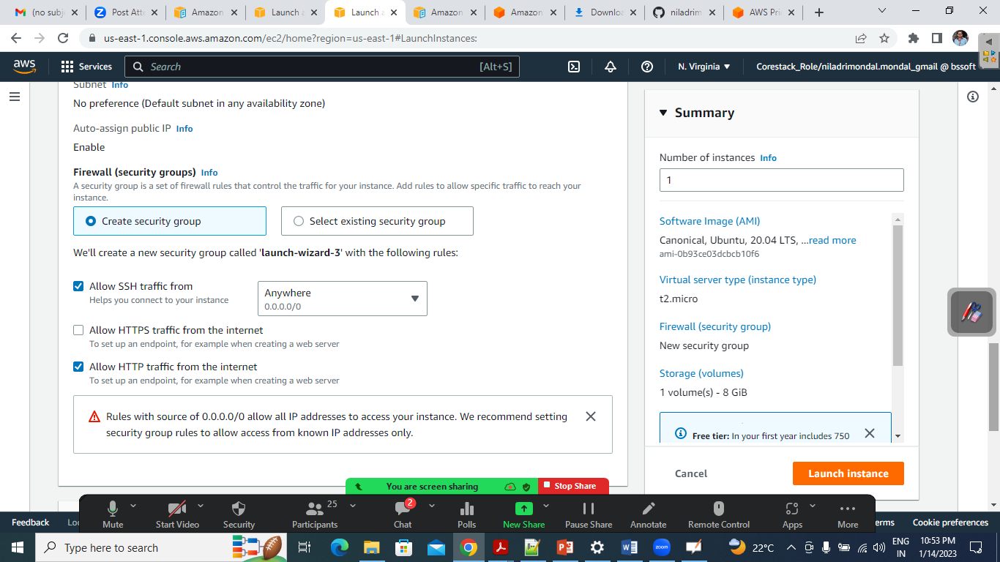 (no subj
Post Atte
Amazon
Launch a
Launch a
Amazon
Amazon
Downloa
niladrim
AWS Pri
us-east-1.console.aws.amazon.com/ec2/home?region=us-east-1#LaunchInstances:
aws
Services
Search
[Alt+S]
N. Virginia
Corestack_Role/niladrimondal.mondal_gmail @ bssoft
Subnet Info
No preference (Default subnet in any availability zone)
Auto-assign public IP Info
Enable
Firewall (security groups) Info
A security group is a set of firewall rules that control the traffic for your instance. Add rules to allow specific traffic to reach your
instance.
Create security group
Select existing security group
We'll create a new security group called 'launch-wizard-3' with the following rules:
Allow SSH traffic from
Helps you connect to your instance
Anywhere
0.0.0.0/0
Allow HTTPS traffic from the internet
To set up an endpoint, for example when creating a web server
Allow HTTP traffic from the internet
To set up an endpoint, for example when creating a web server
Rules with source of 0.0.0.0/0 allow all IP addresses to access your instance. We recommend setting
security group rules to allow access from known IP addresses only.
Summary
Number of instances Info
1
Software Image (AMI)
Canonical, Ubuntu, 20.04 LTS, ...read more
ami-0b93ce03dcbcb10f6
Virtual server type (instance type)
t2.micro
Firewall (security group)
New security group
Storage (volumes)
1 volume(s) - 8 GiB
Free tier: In your first year includes 750
Cancel
Launch instance
You are screen sharing
Stop Share
Mute
Start Video
Security
Participants
25
Chat
2
Polls
New Share
Pause Share
Annotate
Remote Control
Apps
More
Feedback
Lo
erms
Cookie preferences
Type here to search
zoom
22°C
ENG
IN
10:53 PM
1/14/2023